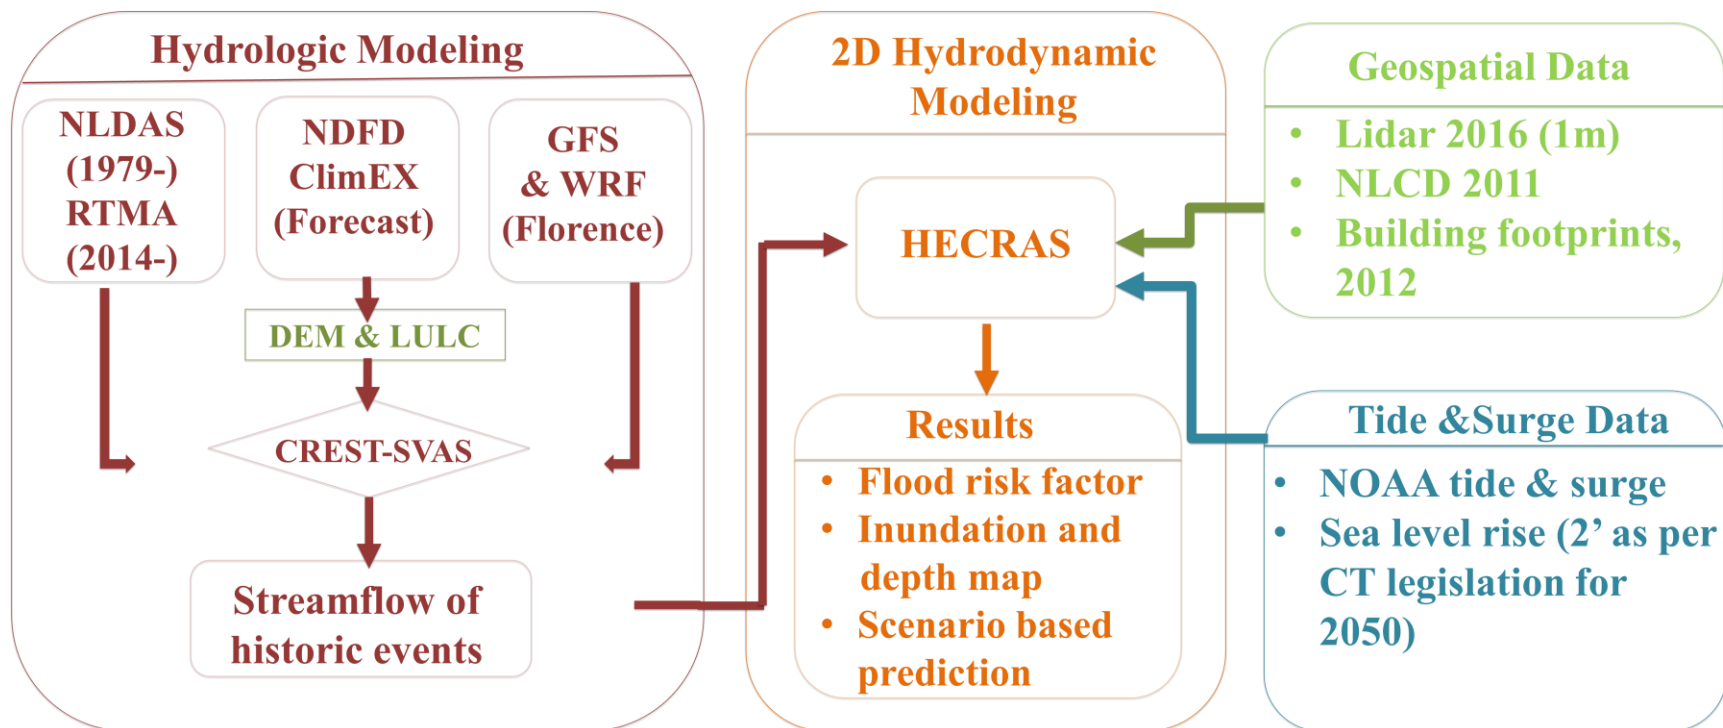 Hydrologic Modeling
NLDAS
(1979-)
RTMA
(2014-)
NDFD
ClimEX
(Forecast)
GFS
& WRF
(Florence)
DEM & LULC
CREST-SVAS
Streamflow of
historic events
2D Hydrodynamic
Modeling
HECRAS
Results
• Flood risk factor
• Inundation and
depth map
• Scenario based
prediction
Geospatial Data
• Lidar 2016 (1m)
• NLCD 2011
• Building footprints,
2012
Tide &Surge Data
• NOAA tide & surge
• Sea level rise (2’ as per
CT legislation for
2050)